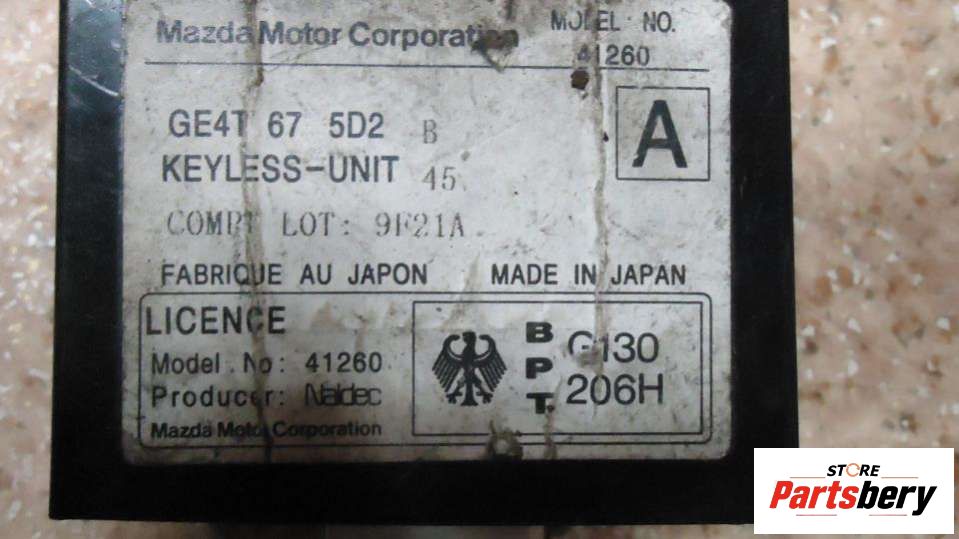 Mazda Motor Corporation
MODEL NO.
41260
GE4T 67 5D2 B
A
KEYLESS-UNIT 45
COMPT LOT: 9F21A
FABRIQUE AU JAPON MADE IN JAPAN
LICENCE
Model. No: 41260
Producer: Naldec
Mazda Motor Corporation
B
P
T.
G130
206H
STORE
Partsbery